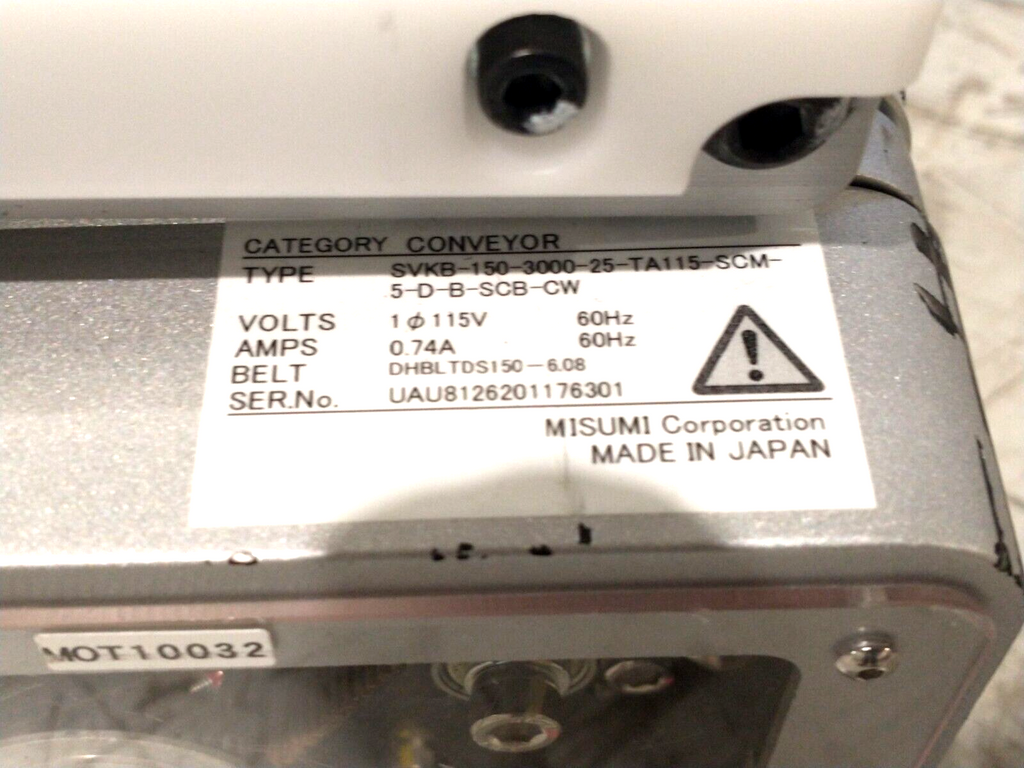 CATEGORY CONVEYOR
TYPE SVKB-150-3000-25-TA115-SCM-
5-D-B-SCB-CW
VOLTS 1φ115V 60Hz
AMPS 0.74A 60Hz
BELT DHBLTDS150-6.08
SER.No. UAU8126201176301
MISUMI Corporation
MADE IN JAPAN
MOT10032